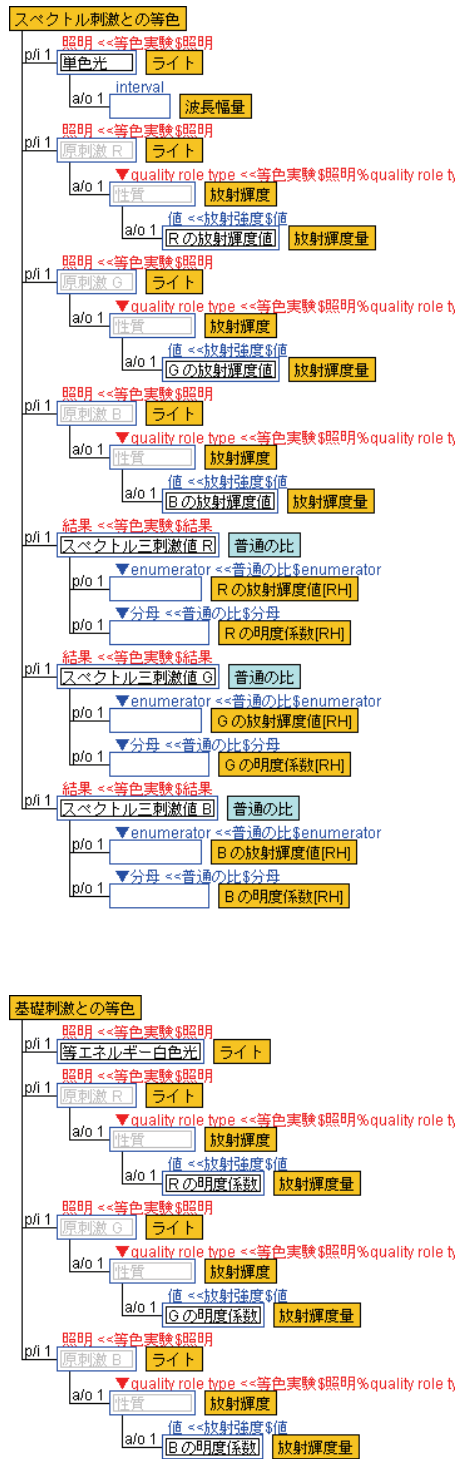 スペクトル刺激との等色
照明 <<等色実験$照明
p/i 1 単色光 ライト
interval
a/o 1 波長幅量
照明 <<等色実験$照明
p/i 1 原刺激 R ライト
▼quality role type <<等色実験$照明%quality role ty
a/o 1 性質 放射輝度
値 <<放射強度$値
a/o 1 R の放射輝度値 放射輝度量
照明 <<等色実験$照明
p/i 1 原刺激 G ライト
▼quality role type <<等色実験$照明%quality role ty
a/o 1 性質 放射輝度
値 <<放射強度$値
a/o 1 G の放射輝度値 放射輝度量
照明 <<等色実験$照明
p/i 1 原刺激 B ライト
▼quality role type <<等色実験$照明%quality role ty
a/o 1 性質 放射輝度
値 <<放射強度$値
a/o 1 B の放射輝度値 放射輝度量
結果 <<等色実験$結果
p/i 1 スペクトル三刺激値 R 普通の比
▼enumerator <<普通の比$enumerator
p/o 1 R の放射輝度値[RH]
▼分母 <<普通の比$分母
p/o 1 R の明度係数[RH]
結果 <<等色実験$結果
p/i 1 スペクトル三刺激値 G 普通の比
▼enumerator <<普通の比$enumerator
p/o 1 G の放射輝度値[RH]
▼分母 <<普通の比$分母
p/o 1 G の明度係数[RH]
結果 <<等色実験$結果
p/i 1 スペクトル三刺激値 B 普通の比
▼enumerator <<普通の比$enumerator
p/o 1 B の放射輝度値[RH]
▼分母 <<普通の比$分母
p/o 1 B の明度係数[RH]
基礎刺激との等色
照明 <<等色実験$照明
p/i 1 等エネルギー白色光 ライト
照明 <<等色実験$照明
p/i 1 原刺激 R ライト
▼quality role type <<等色実験$照明%quality role ty
a/o 1 性質 放射輝度
値 <<放射強度$値
a/o 1 R の明度係数 放射輝度量
照明 <<等色実験$照明
p/i 1 原刺激 G ライト
▼quality role type <<等色実験$照明%quality role ty
a/o 1 性質 放射輝度
値 <<放射強度$値
a/o 1 G の明度係数 放射輝度量
照明 <<等色実験$照明
p/i 1 原刺激 B ライト
▼quality role type <<等色実験$照明%quality role ty
a/o 1 性質 放射輝度
値 <<放射強度$値
a/o 1 B の明度係数 放射輝度量